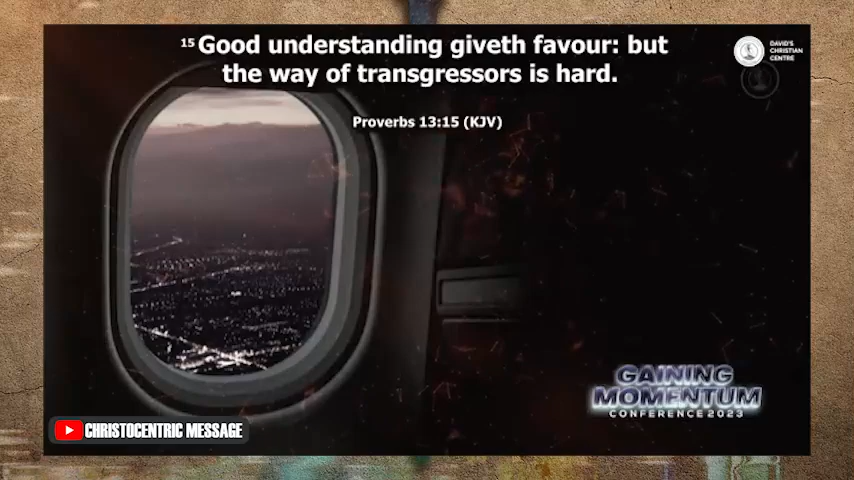 15 Good understanding giveth favour: but
the way of transgressors is hard.
Proverbs 13:15 (KJV)
DAVID'S
CHRISTIAN
CENTRE
GAINING
MOMENTUM
CONFERENCE 2023
CHRISTOCENTRIC MESSAGE